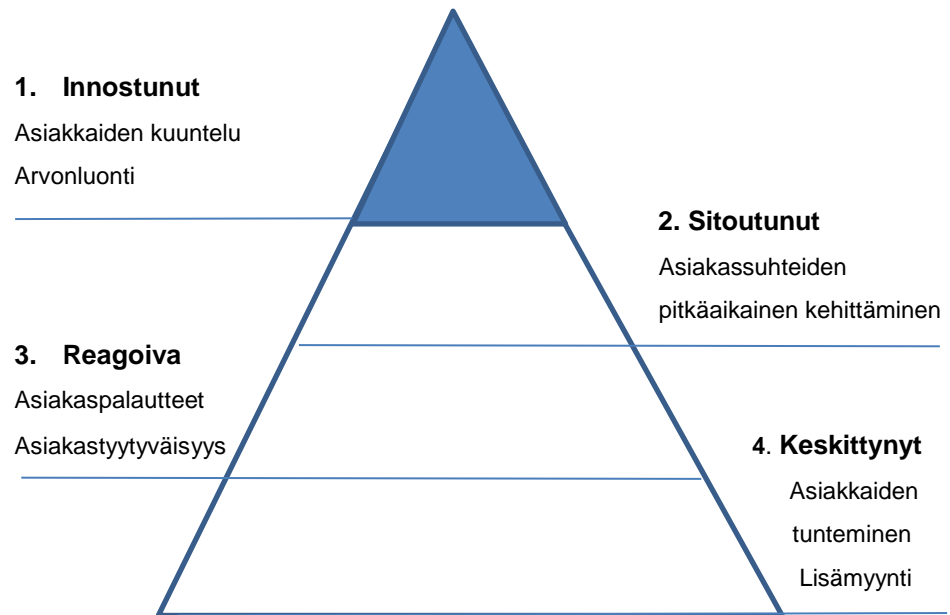 1. Innostunut
Asiakkaiden kuuntelu
Arvonluonti
2. Sitoutunut
Asiakassuhteiden
pitkäaikainen kehittäminen
3. Reagoiva
Asiakaspalautteet
Asiakastyytyväisyys
4. Keskittynyt
Asiakkaiden
tunteminen
Lisämyynti